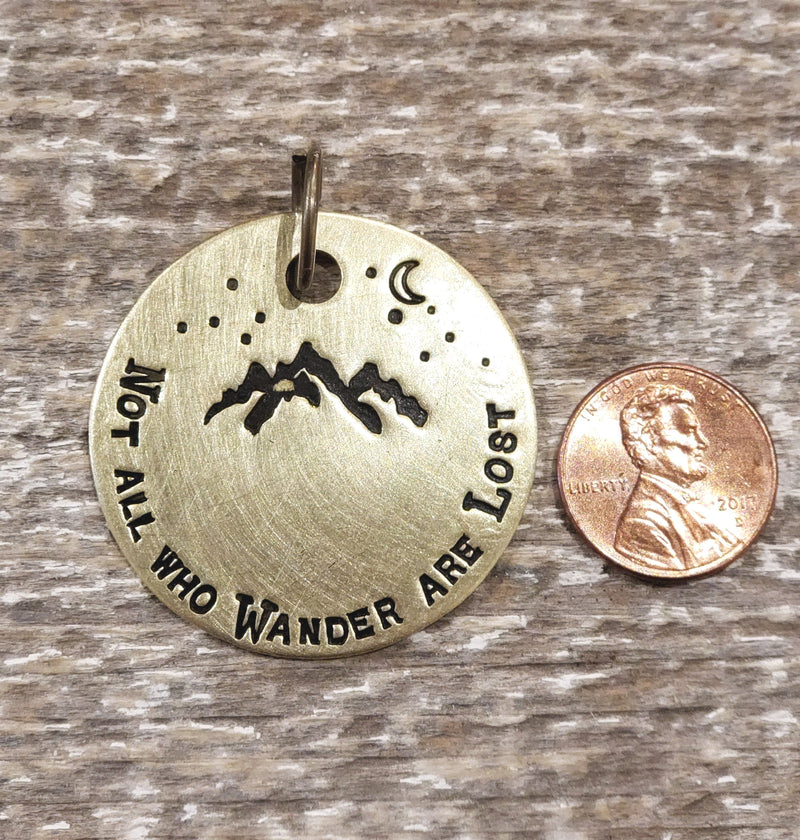 Not all who Wander are Lost
IN GOD WE TRUST
LIBERTY
2017
D